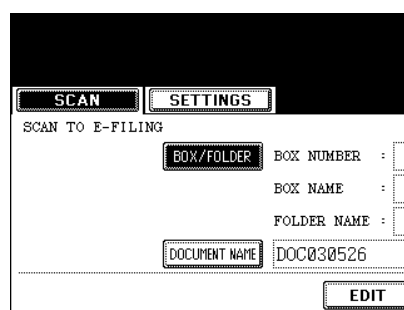 SCAN SETTINGS
SCAN TO E-FILING
BOX/FOLDER BOX NUMBER :
BOX NAME :
FOLDER NAME :
DOCUMENT NAME DOC030526
EDIT